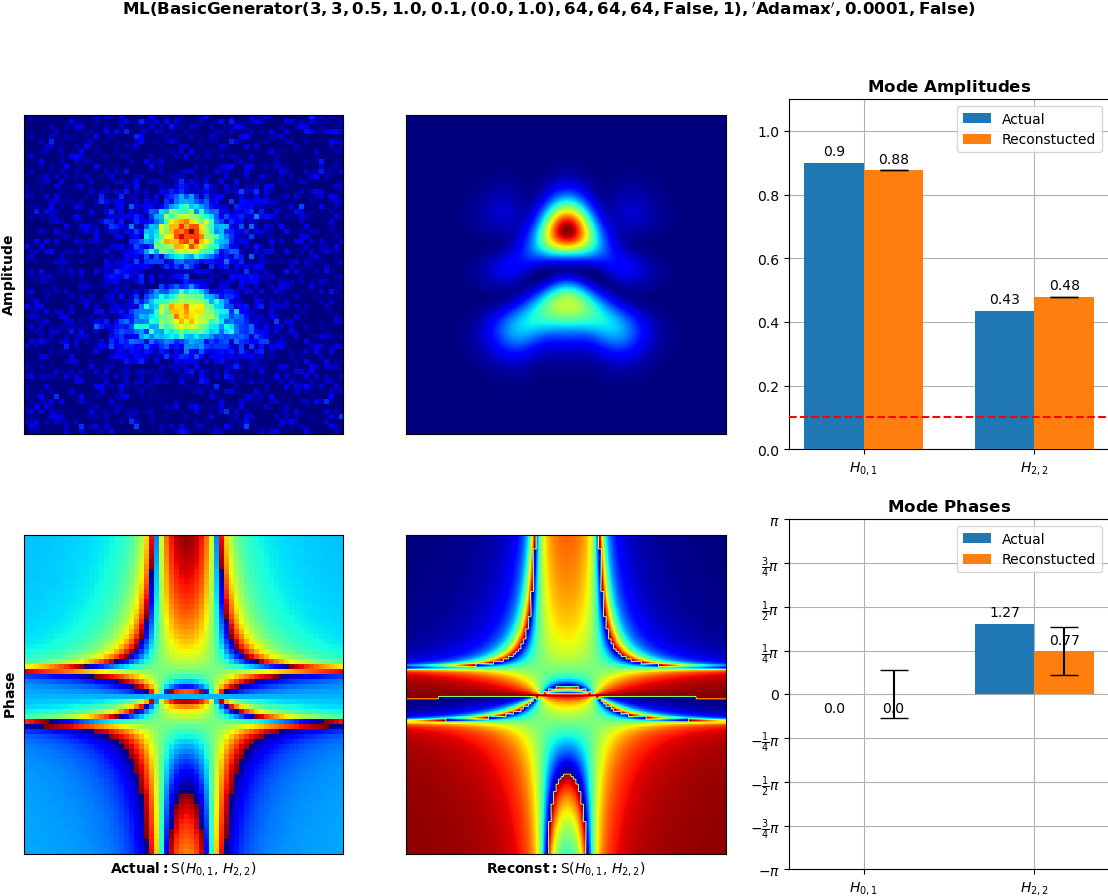 ML(BasicGenerator(3, 3, 0.5, 1.0, 0.1, (0.0, 1.0), 64, 64, 64, False, 1), ′Adamax′, 0.0001, False)
Amplitude
Mode Amplitudes
Actual
Reconstucted
1.0
0.8
0.6
0.4
0.2
0.0
0.9
0.88
0.43
0.48
H0, 1
H2, 2
Phase
Actual: S(H0, 1, H2, 2)
Reconst: S(H0, 1, H2, 2)
Mode Phases
Actual
Reconstucted
π
3/4π
1/2π
1/4π
0
−1/4π
−1/2π
−3/4π
−π
0.0
0.0
1.27
0.77
H0, 1
H2, 2